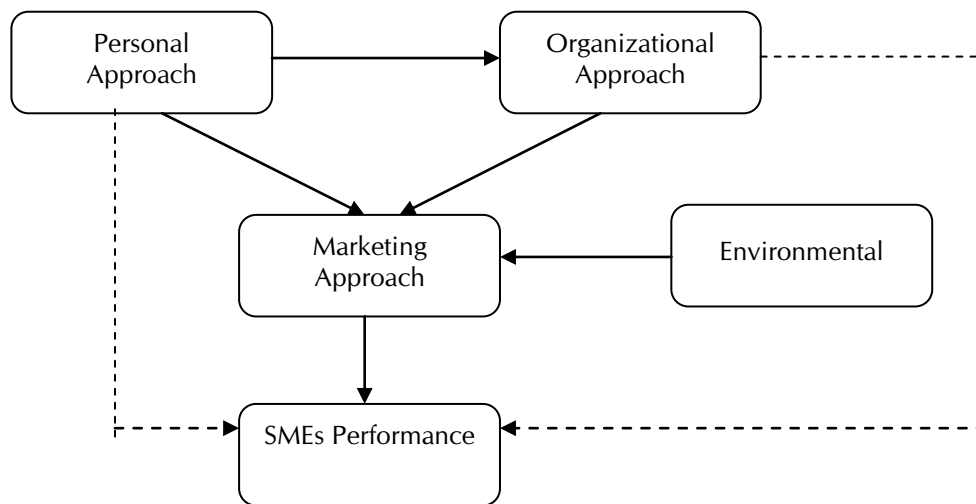 Personal
Approach
Organizational
Approach
Marketing
Approach
Environmental
SMEs Performance